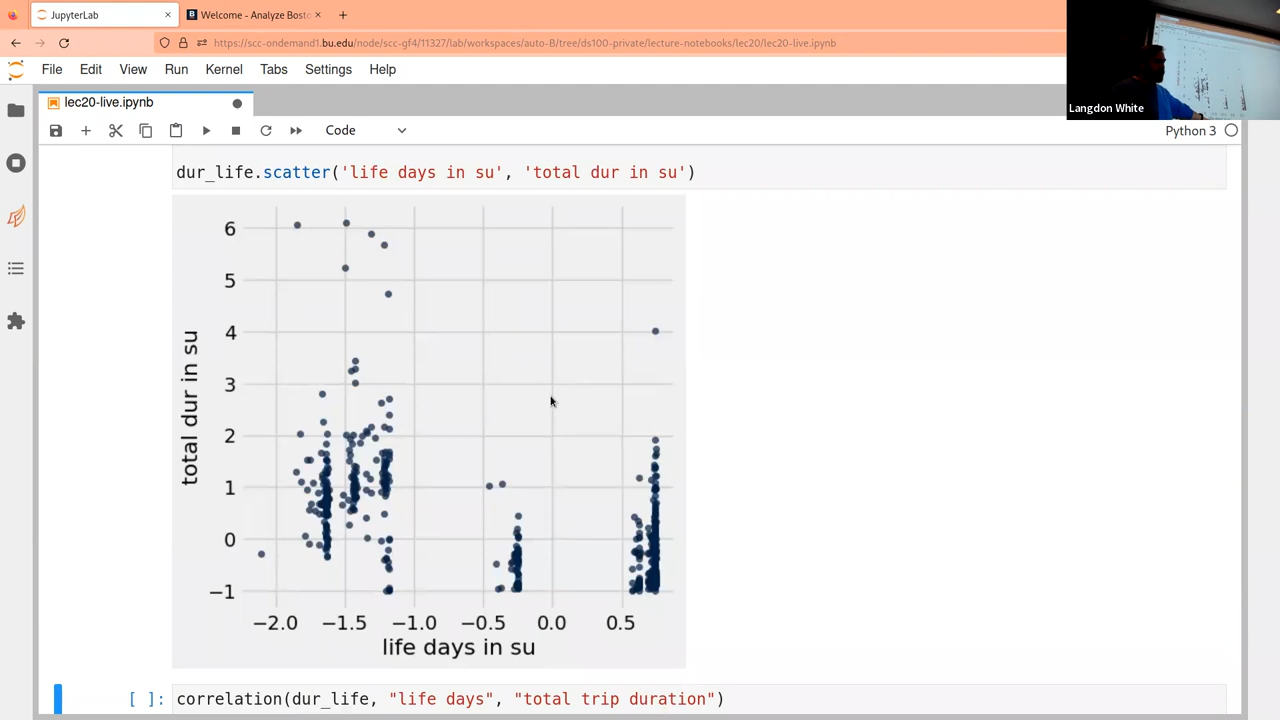 JupyterLab
Welcome - Analyze Bost
https://scc-ondemand1.bu.edu/node/scc-gf4/11327/lab/workspaces/auto-B/tree/ds100-private/lecture-notebooks/lec20/lec20-live.ipynb
Langdon White
File Edit View Run Kernel Tabs Settings Help
lec20-live.ipynb
Code
Python 3
dur_life.scatter('life days in su', 'total dur in su')
total dur in su
6
5
4
3
2
1
0
−1
−2.0 −1.5 −1.0 −0.5 0.0 0.5
life days in su
[ ]: correlation(dur_life, "life days", "total trip duration")